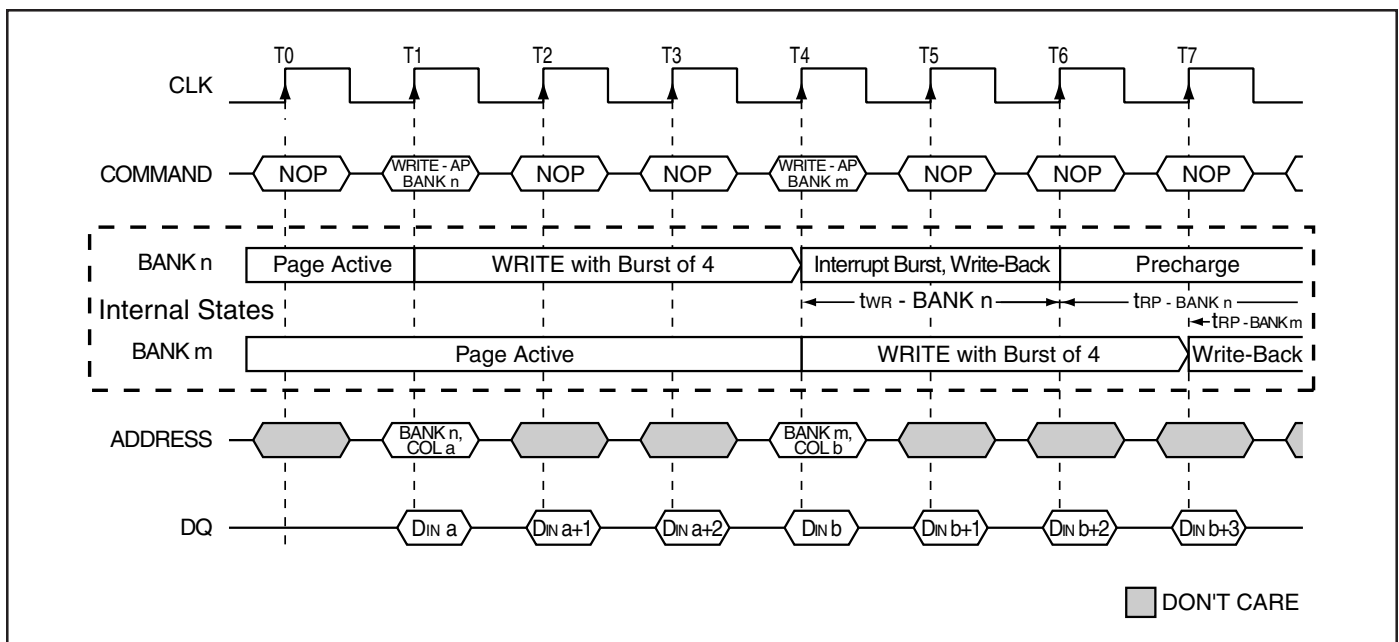 T0 T1 T2 T3 T4 T5 T6 T7
CLK
COMMAND NOP WRITE - AP BANK n NOP NOP WRITE - AP BANK m NOP NOP NOP
BANK n Page Active WRITE with Burst of 4 Interrupt Burst, Write-Back Precharge
Internal States tWR - BANK n tRP - BANK n
tRP - BANK m
BANK m Page Active WRITE with Burst of 4 Write-Back
ADDRESS BANK n, COL a BANK m, COL b
DQ DIN a DIN a+1 DIN a+2 DIN b DIN b+1 DIN b+2 DIN b+3
DON'T CARE